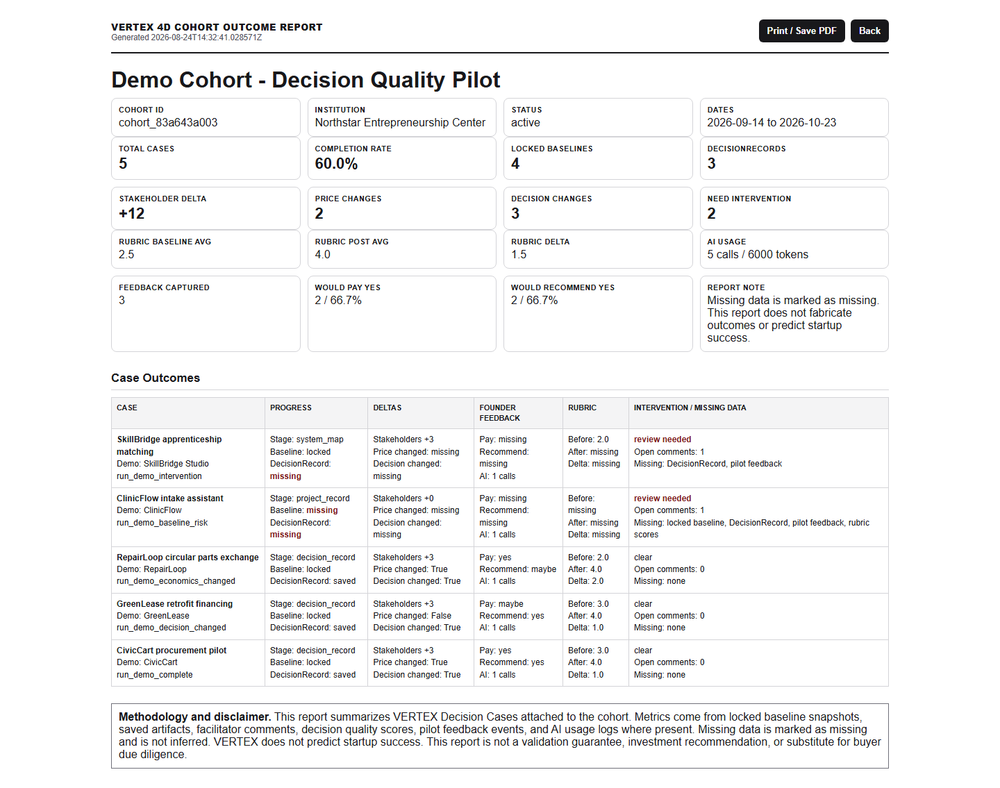 VERTEX 4D COHORT OUTCOME REPORT
Generated 2026-08-24T14:32:41.028571Z
Print / Save PDF
Back
Demo Cohort - Decision Quality Pilot
COHORT ID
cohort_83a643a003
INSTITUTION
Northstar Entrepreneurship Center
STATUS
active
DATES
2026-09-14 to 2026-10-23
TOTAL CASES
5
COMPLETION RATE
60.0%
LOCKED BASELINES
4
DECISIONRECORDS
3
STAKEHOLDER DELTA
+12
PRICE CHANGES
2
DECISION CHANGES
3
NEED INTERVENTION
2
RUBRIC BASELINE AVG
2.5
RUBRIC POST AVG
4.0
RUBRIC DELTA
1.5
AI USAGE
5 calls / 6000 tokens
FEEDBACK CAPTURED
3
WOULD PAY YES
2 / 66.7%
WOULD RECOMMEND YES
2 / 66.7%
REPORT NOTE
Missing data is marked as missing.
This report does not fabricate
outcomes or predict startup
success.
Case Outcomes
CASE
PROGRESS
DELTAS
FOUNDER
FEEDBACK
RUBRIC
INTERVENTION / MISSING DATA
SkillBridge apprenticeship
matching
Demo: SkillBridge Studio
run_demo_intervention
Stage: system_map
Baseline: locked
DecisionRecord:
missing
Stakeholders +3
Price changed: missing
Decision changed:
missing
Pay: missing
Recommend:
missing
AI: 1 calls
Before: 2.0
After: missing
Delta: missing
review needed
Open comments: 1
Missing: DecisionRecord, pilot feedback
ClinicFlow intake assistant
Demo: ClinicFlow
run_demo_baseline_risk
Stage: project_record
Baseline: missing
DecisionRecord:
missing
Stakeholders +0
Price changed: missing
Decision changed:
missing
Pay: missing
Recommend:
missing
AI: 1 calls
Before:
missing
After: missing
Delta: missing
review needed
Open comments: 1
Missing: locked baseline, DecisionRecord, pilot feedback, rubric
scores
RepairLoop circular parts exchange
Demo: RepairLoop
run_demo_economics_changed
Stage: decision_record
Baseline: locked
DecisionRecord: saved
Stakeholders +3
Price changed: True
Decision changed: True
Pay: yes
Recommend: maybe
AI: 1 calls
Before: 2.0
After: 4.0
Delta: 2.0
clear
Open comments: 0
Missing: none
GreenLease retrofit financing
Demo: GreenLease
run_demo_decision_changed
Stage: decision_record
Baseline: locked
DecisionRecord: saved
Stakeholders +3
Price changed: False
Decision changed: True
Pay: maybe
Recommend: yes
AI: 1 calls
Before: 3.0
After: 4.0
Delta: 1.0
clear
Open comments: 0
Missing: none
CivicCart procurement pilot
Demo: CivicCart
run_demo_complete
Stage: decision_record
Baseline: locked
DecisionRecord: saved
Stakeholders +3
Price changed: True
Decision changed: True
Pay: yes
Recommend: yes
AI: 1 calls
Before: 3.0
After: 4.0
Delta: 1.0
clear
Open comments: 0
Missing: none
Methodology and disclaimer. This report summarizes VERTEX Decision Cases attached to the cohort. Metrics come from locked baseline snapshots,
saved artifacts, facilitator comments, decision quality scores, pilot feedback events, and AI usage logs where present. Missing data is marked as missing
and is not inferred. VERTEX does not predict startup success. This report is not a validation guarantee, investment recommendation, or substitute for buyer
due diligence.